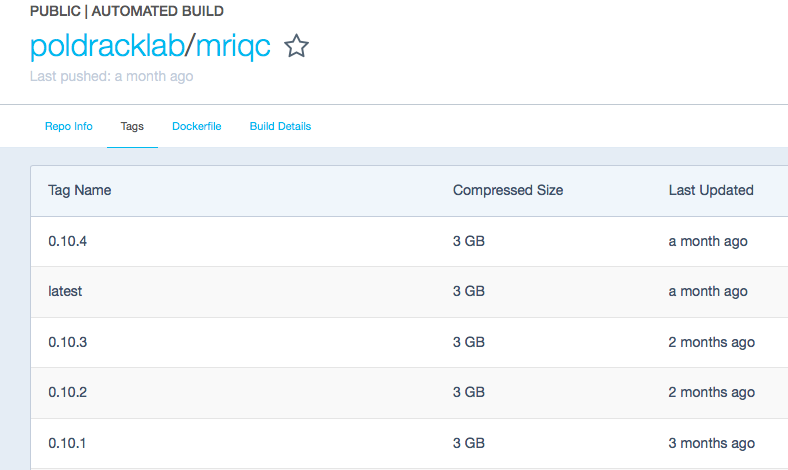 PUBLIC | AUTOMATED BUILD
poldracklab/mriqc
Last pushed: a month ago
Repo Info Tags Dockerfile Build Details
Tag Name Compressed Size Last Updated
0.10.4 3 GB a month ago
latest 3 GB a month ago
0.10.3 3 GB 2 months ago
0.10.2 3 GB 2 months ago
0.10.1 3 GB 3 months ago